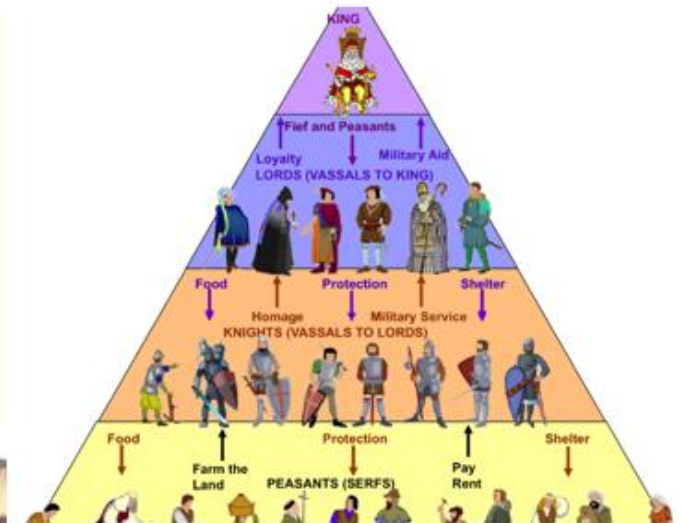 KING
Fief and Peasants
Loyalty
Military Aid
LORDS (VASSALS TO KING)
Food Protection Shelter
Homage Military Service
KNIGHTS (VASSALS TO LORDS)
Food Protection Shelter
Farm the
Land
Pay
Rent
PEASANTS (SERFS)